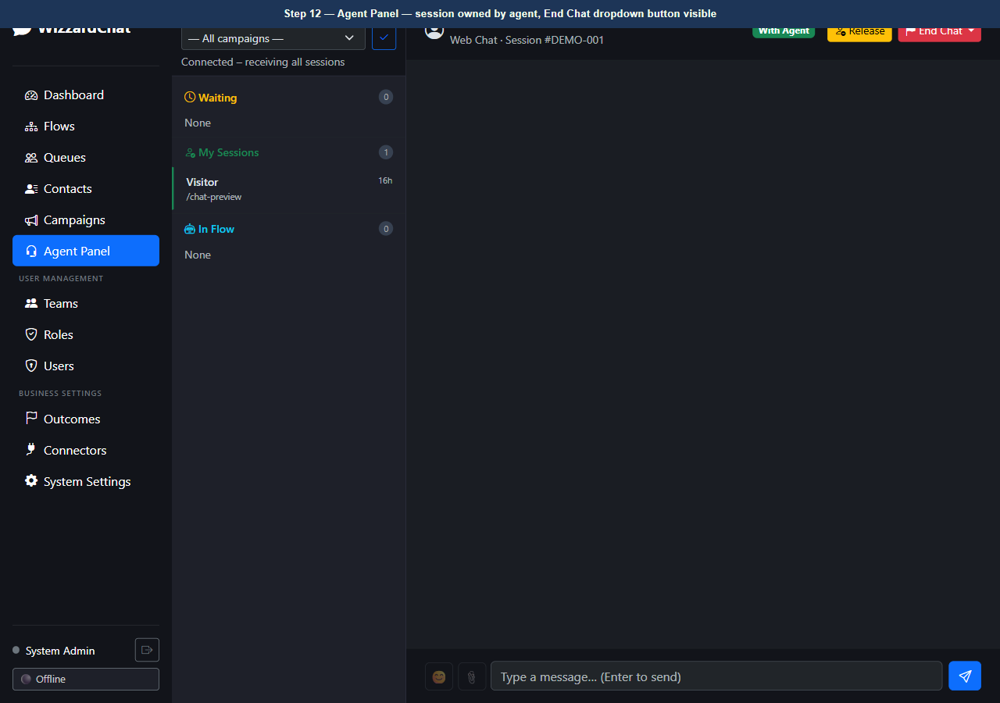 Step 12 — Agent Panel — session owned by agent, End Chat dropdown button visible
WizzardChat
Dashboard
Flows
Queues
Contacts
Campaigns
Agent Panel
USER MANAGEMENT
Teams
Roles
Users
BUSINESS SETTINGS
Outcomes
Connectors
System Settings
System Admin
Offline
— All campaigns —
Connected – receiving all sessions
Waiting 0
None
My Sessions 1
Visitor 16h
/chat-preview
In Flow 0
None
Web Chat · Session #DEMO-001
With Agent
Release
End Chat
Type a message... (Enter to send)